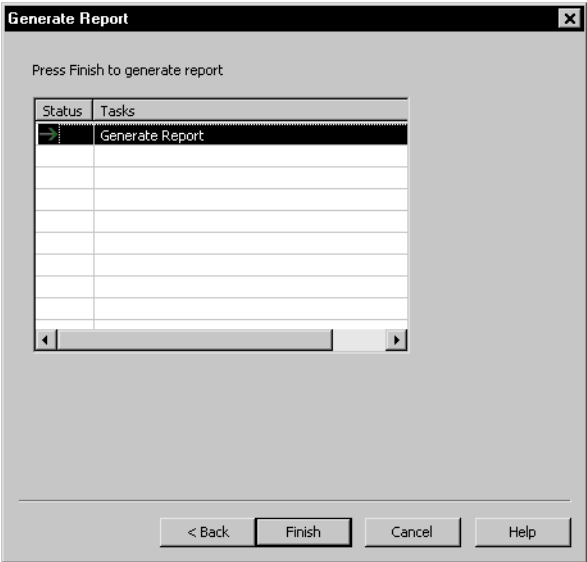 Generate Report
Press Finish to generate report
Status Tasks
Generate Report
< Back Finish Cancel Help